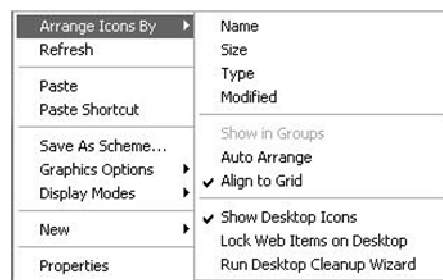 Arrange Icons By
Refresh
Paste
Paste Shortcut
Save As Scheme...
Graphics Options
Display Modes
New
Properties
Name
Size
Type
Modified
Show in Groups
Auto Arrange
Align to Grid
Show Desktop Icons
Lock Web Items on Desktop
Run Desktop Cleanup Wizard